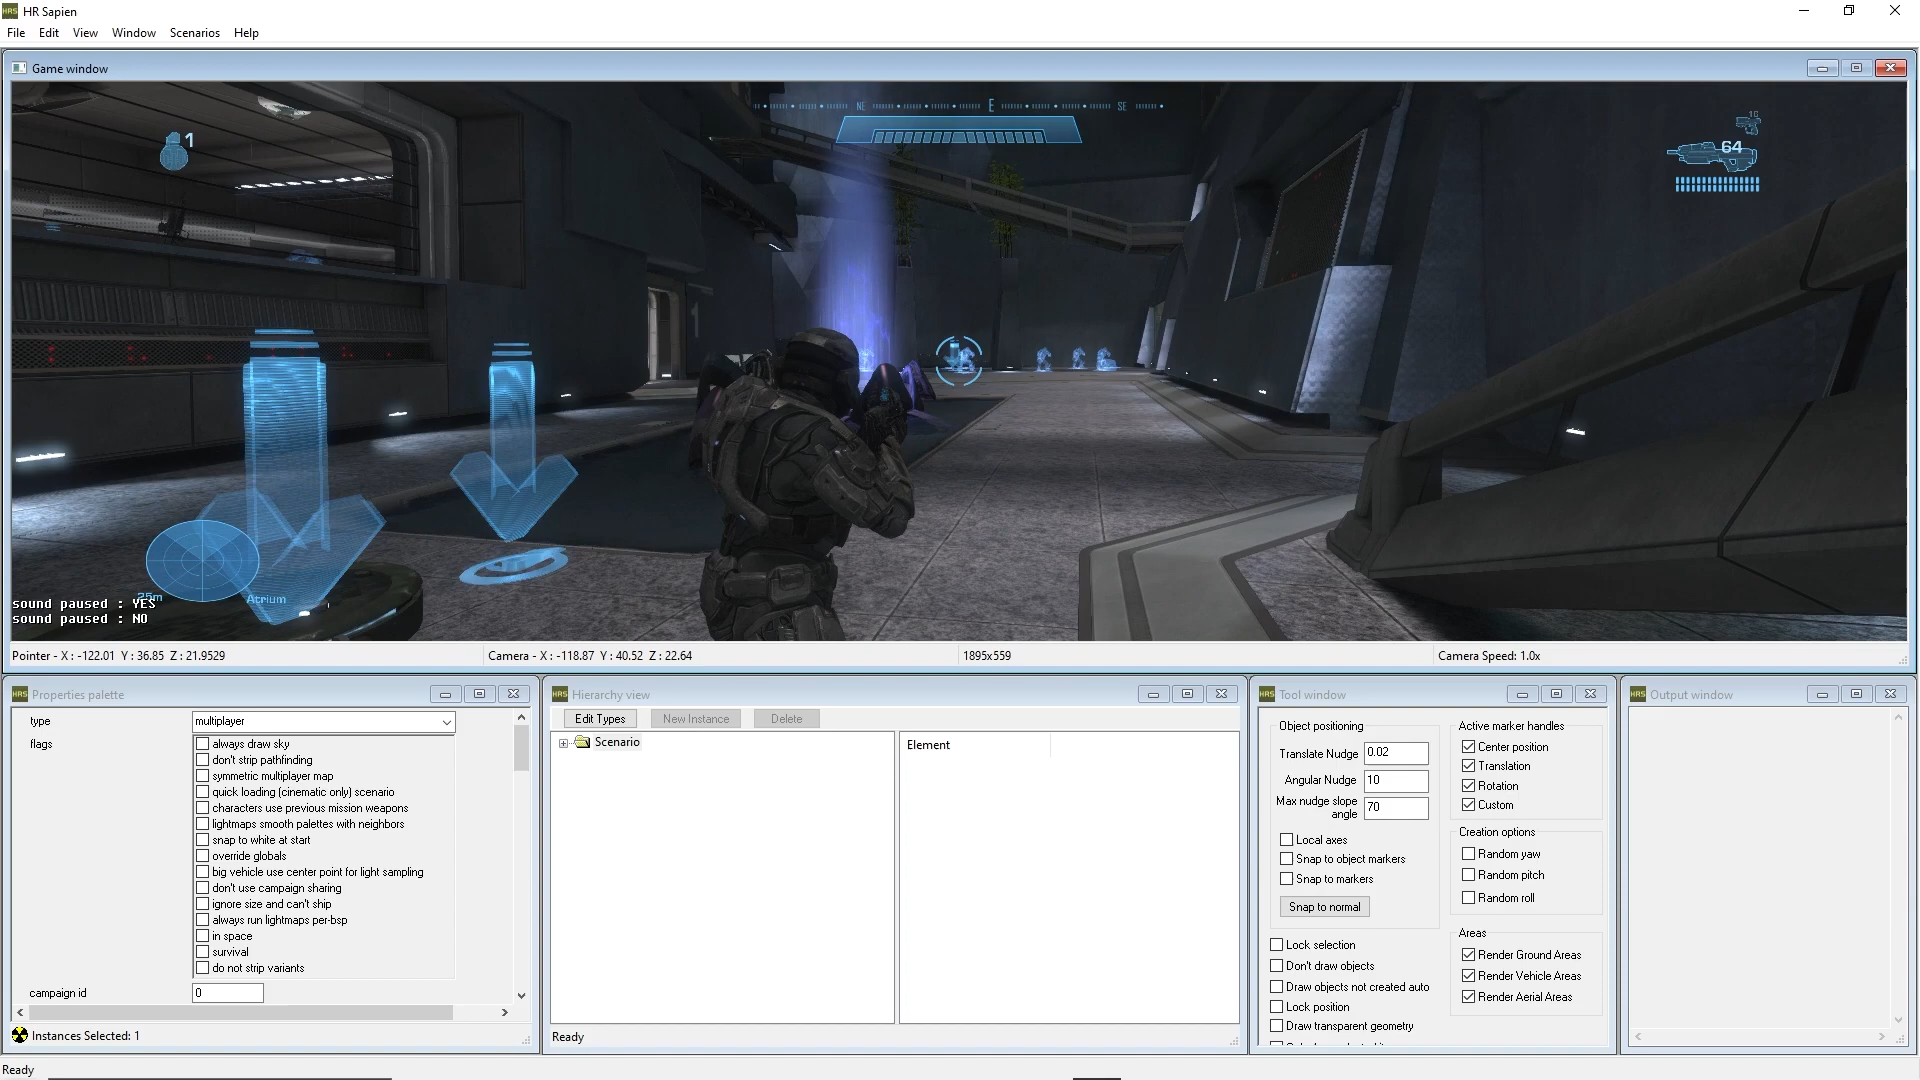 HRS HR Sapien
File Edit View Window Scenarios Help
Game window
NE E SE
1
16
64
25m Atrium
sound paused : YES
sound paused : NO
Pointer - X : -122.01 Y : 36.85 Z : 21.9529
Camera - X : -118.87 Y : 40.52 Z : 22.64
1895x559
Camera Speed: 1.0x
HRS Properties palette
type multiplayer
flags
always draw sky
don't strip pathfinding
symmetric multiplayer map
quick loading (cinematic only) scenario
characters use previous mission weapons
lightmaps smooth palettes with neighbors
snap to white at start
override globals
big vehicle use center point for light sampling
don't use campaign sharing
ignore size and can't ship
always run lightmaps per-bsp
in space
survival
do not strip variants
campaign id 0
Instances Selected: 1
HRS Hierarchy view
Edit Types New Instance Delete
Scenario
Element
Ready
HRS Tool window
Object positioning
Translate Nudge 0.02
Angular Nudge 10
Max nudge slope angle 70
Local axes
Snap to object markers
Snap to markers
Snap to normal
Lock selection
Don't draw objects
Draw objects not created auto
Lock position
Draw transparent geometry
Active marker handles
Center position
Translation
Rotation
Custom
Creation options
Random yaw
Random pitch
Random roll
Areas
Render Ground Areas
Render Vehicle Areas
Render Aerial Areas
HRS Output window
Ready